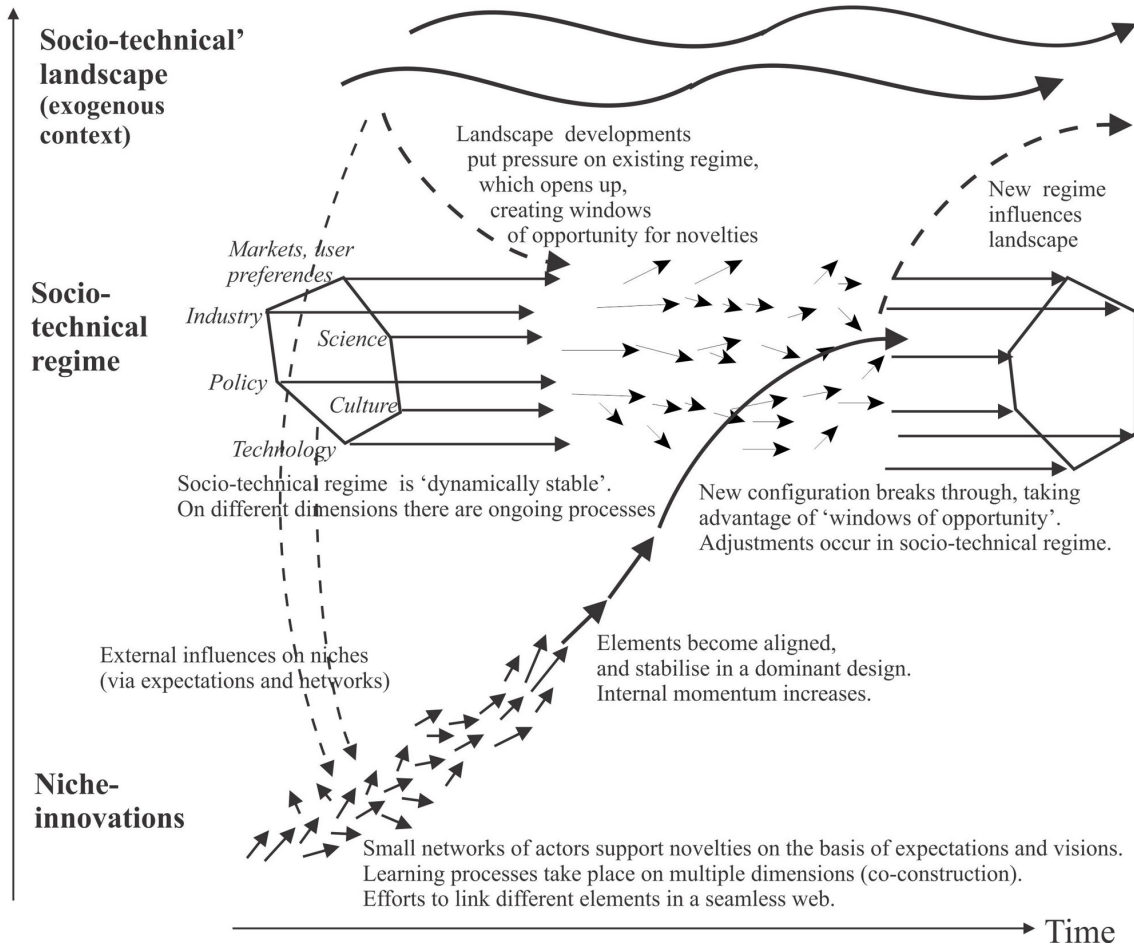 Socio-technical’
landscape
(exogenous
context)
Landscape developments
put pressure on existing regime,
which opens up,
creating windows
of opportunity for novelties
New regime
influences
landscape
Markets, user
preferences
Socio-
technical
regime
Industry
Science
Policy
Culture
Technology
Socio-technical regime is ‘dynamically stable’.
On different dimensions there are ongoing processes
New configuration breaks through, taking
advantage of ‘windows of opportunity’.
Adjustments occur in socio-technical regime.
External influences on niches
(via expectations and networks)
Elements become aligned,
and stabilise in a dominant design.
Internal momentum increases.
Niche-
innovations
Small networks of actors support novelties on the basis of expectations and visions.
Learning processes take place on multiple dimensions (co-construction).
Efforts to link different elements in a seamless web.
Time